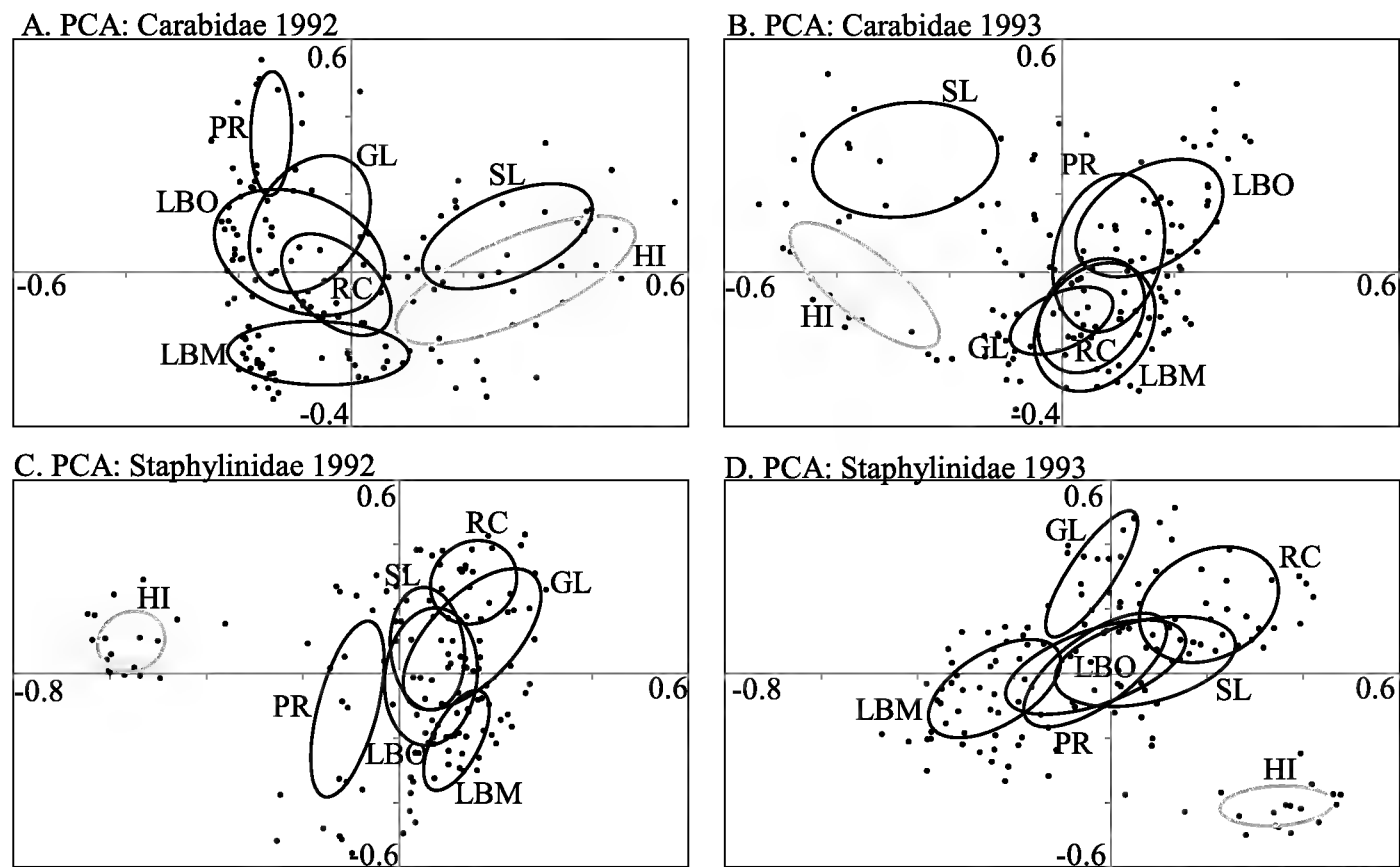 A. PCA: Carabidae 1992
0.6
PR
GL
LBO
SL
HI
-0.6
RC
0.6
LBM
-0.4
B. PCA: Carabidae 1993
0.6
SL
PR
LBO
-0.6
0.6
HI
GL
RC
LBM
-0.4
C. PCA: Staphylinidae 1992
0.6
RC
SL
GL
HI
-0.8
0.6
PR
LBO
LBM
-0.6
D. PCA: Staphylinidae 1993
0.6
GL
RC
LBO
-0.8
0.6
SL
LBM
PR
HI
-0.6